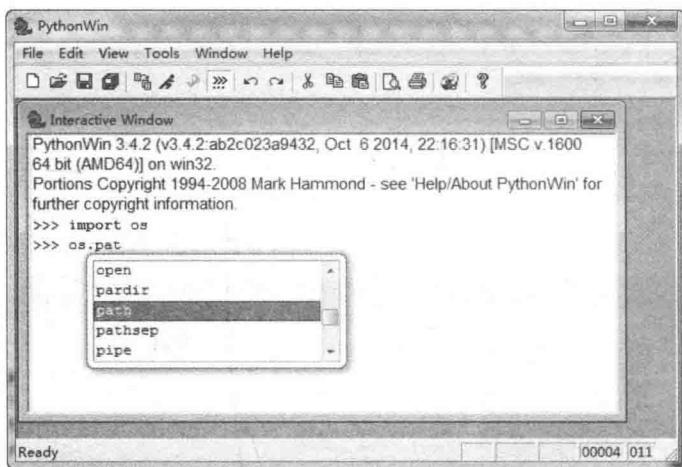 PythonWin
File Edit View Tools Window Help
Interactive Window
PythonWin 3.4.2 (v3.4.2:ab2c023a9432, Oct 6 2014, 22:16:31) [MSC v.1600
64 bit (AMD64)] on win32.
Portions Copyright 1994-2008 Mark Hammond - see 'Help/About PythonWin' for
further copyright information.
>>> import os
>>> os.pat
open
pardir
path
pathsep
pipe
Ready 00004 011